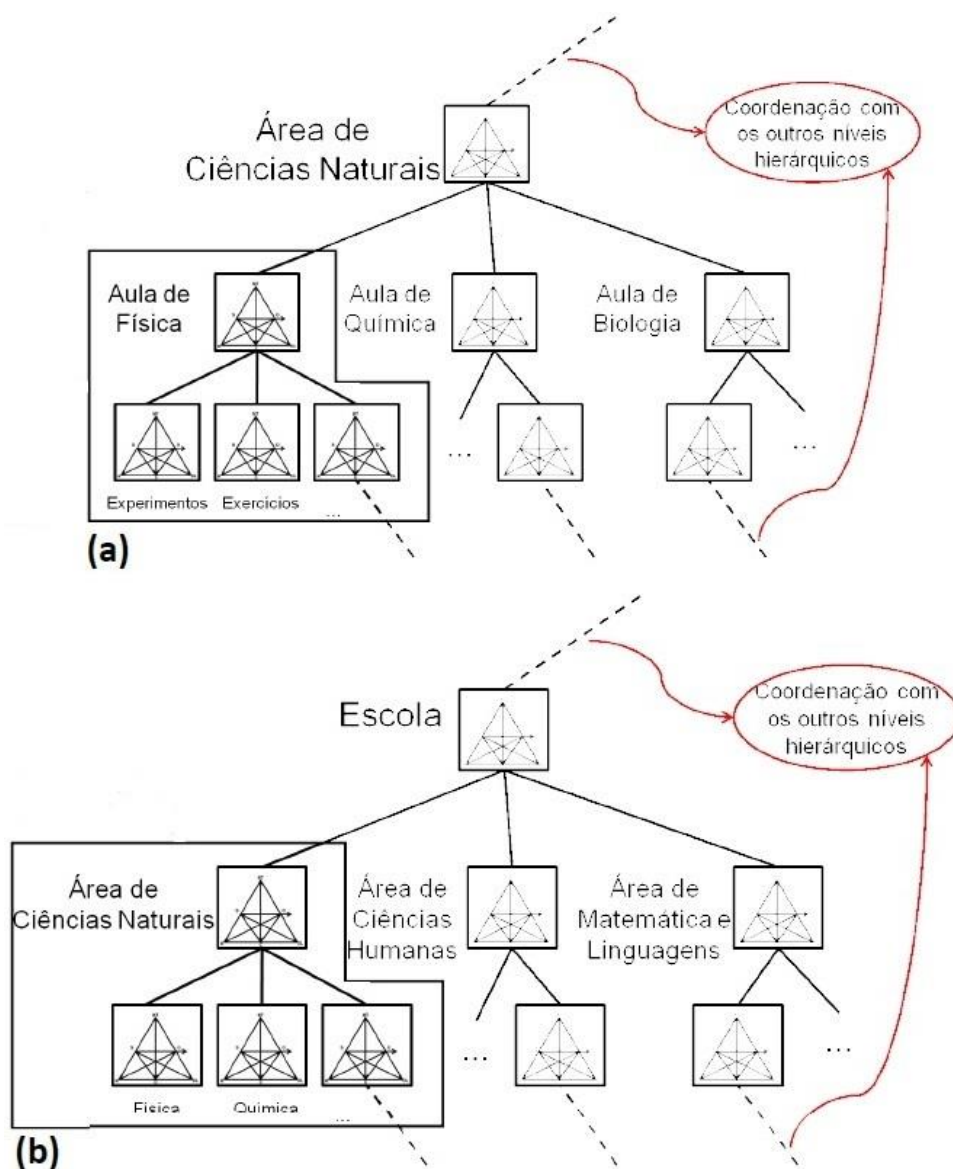 Área de
Ciências Naturais
Coordenação com
os outros níveis
hierárquicos
Aula de
Física
Aula de
Química
Aula de
Biologia
Experimentos
Exercícios
...
...
...
(a)
Escola
Coordenação com
os outros níveis
hierárquicos
Área de
Ciências Naturais
Área de
Ciências
Humanas
Área de
Matemática e
Linguagens
Física
Química
...
...
...
(b)